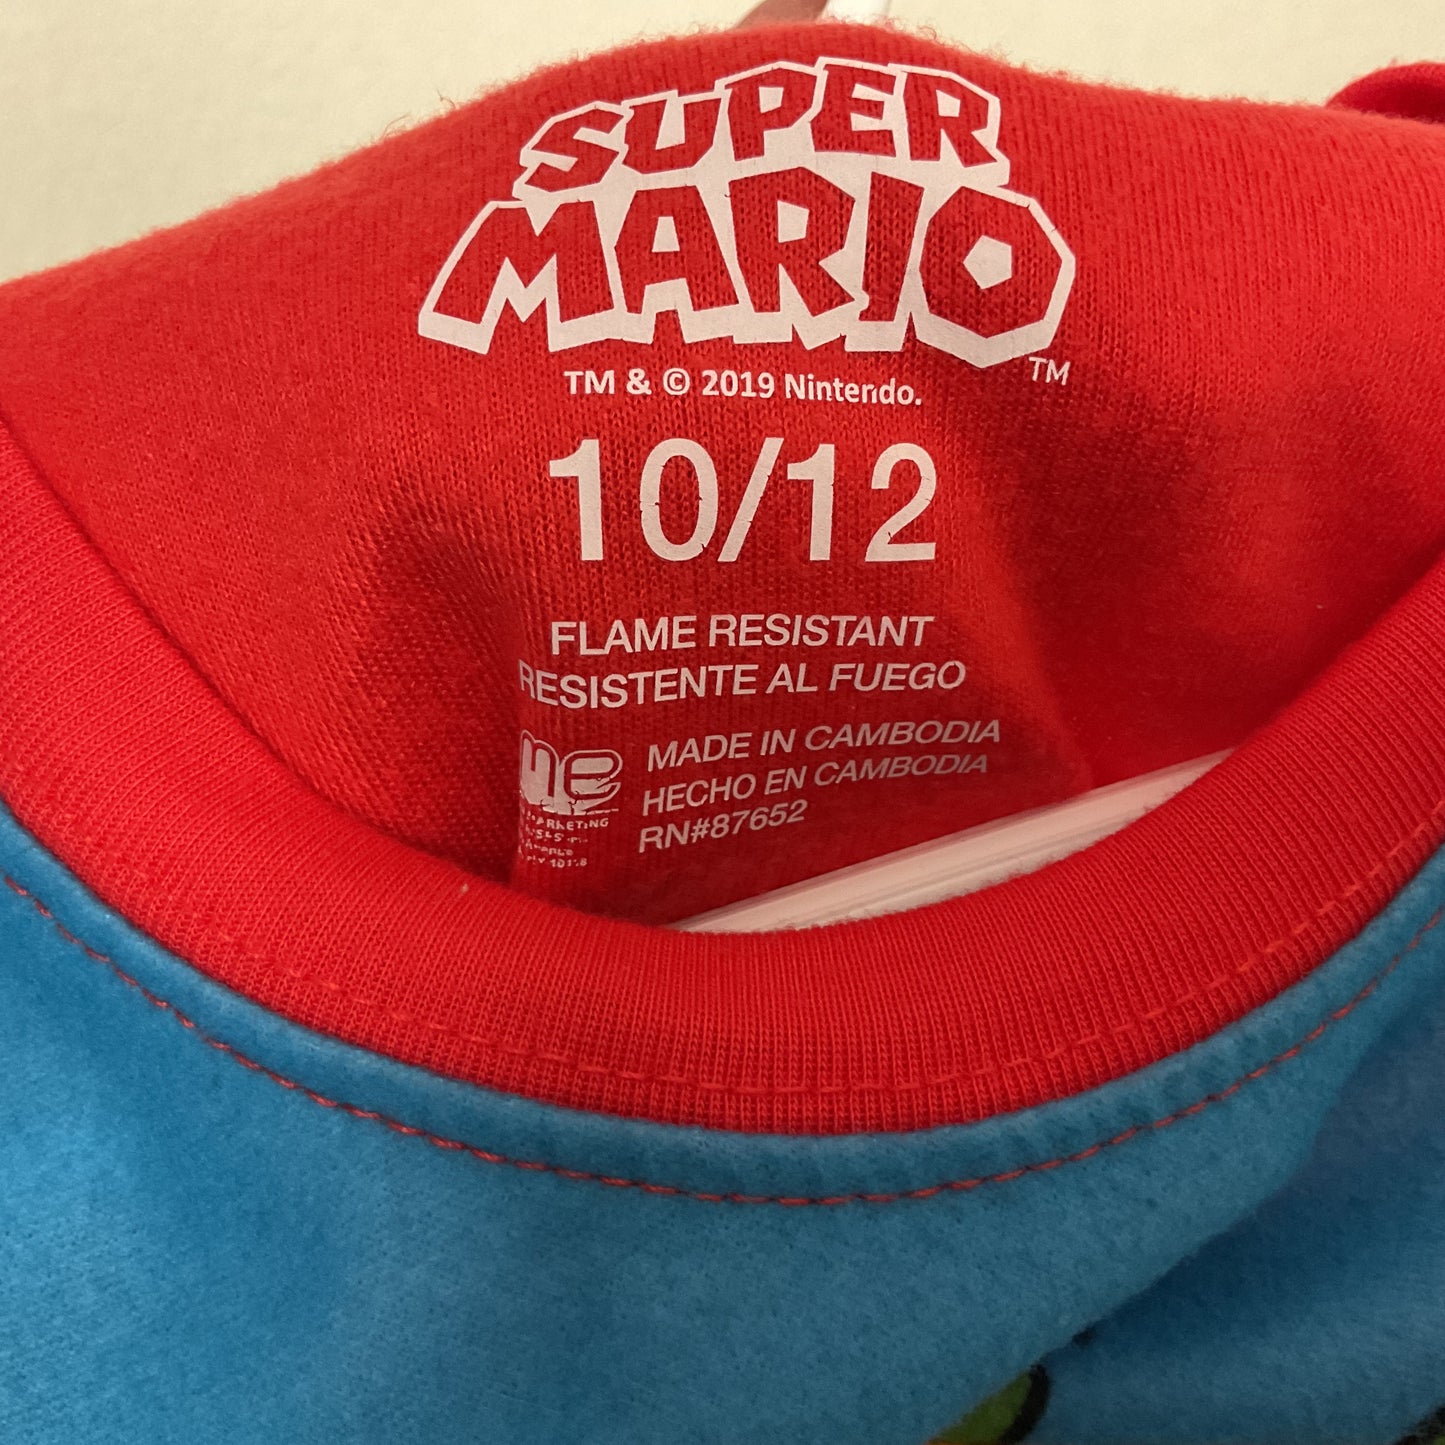 SUPER
MARIO
TM
TM & © 2019 Nintendo.
10/12
FLAME RESISTANT
RESISTENTE AL FUEGO
me
MADE IN CAMBODIA
HECHO EN CAMBODIA
RN#87652